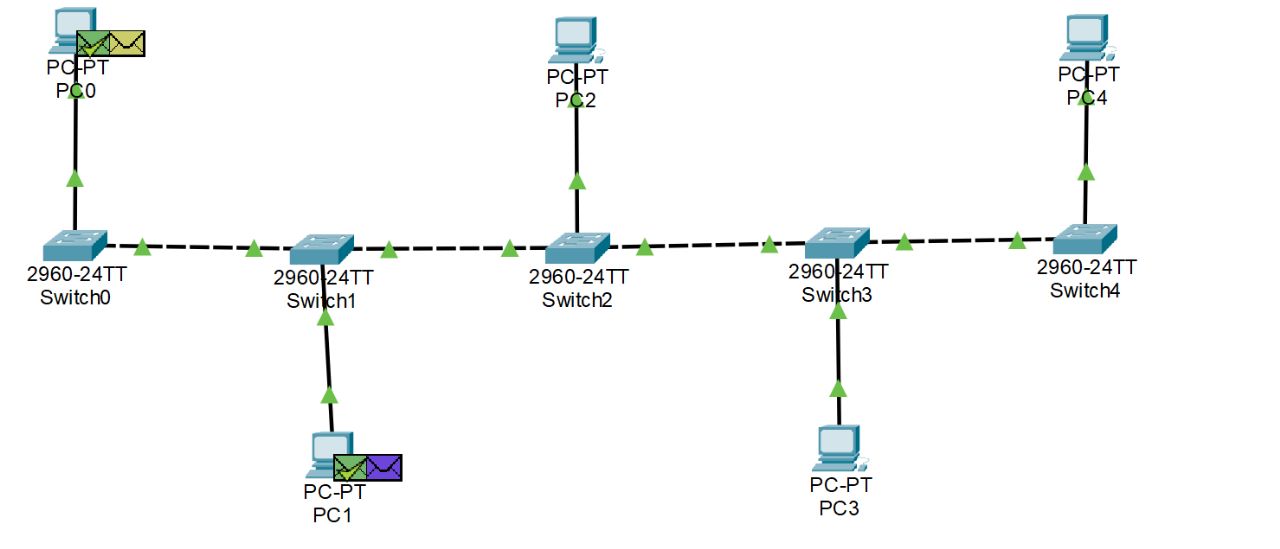 PC-PT
PC0
PC-PT
PC2
PC-PT
PC4
2960-24TT
Switch0
2960-24TT
Switch1
2960-24TT
Switch2
2960-24TT
Switch3
2960-24TT
Switch4
PC-PT
PC1
PC-PT
PC3